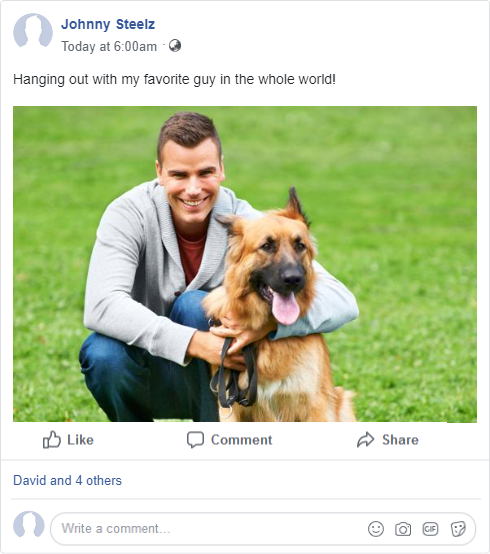 Johnny Steelz
Today at 6:00am ·
Hanging out with my favorite guy in the whole world!
Like Comment Share
David and 4 others
Write a comment... GIF